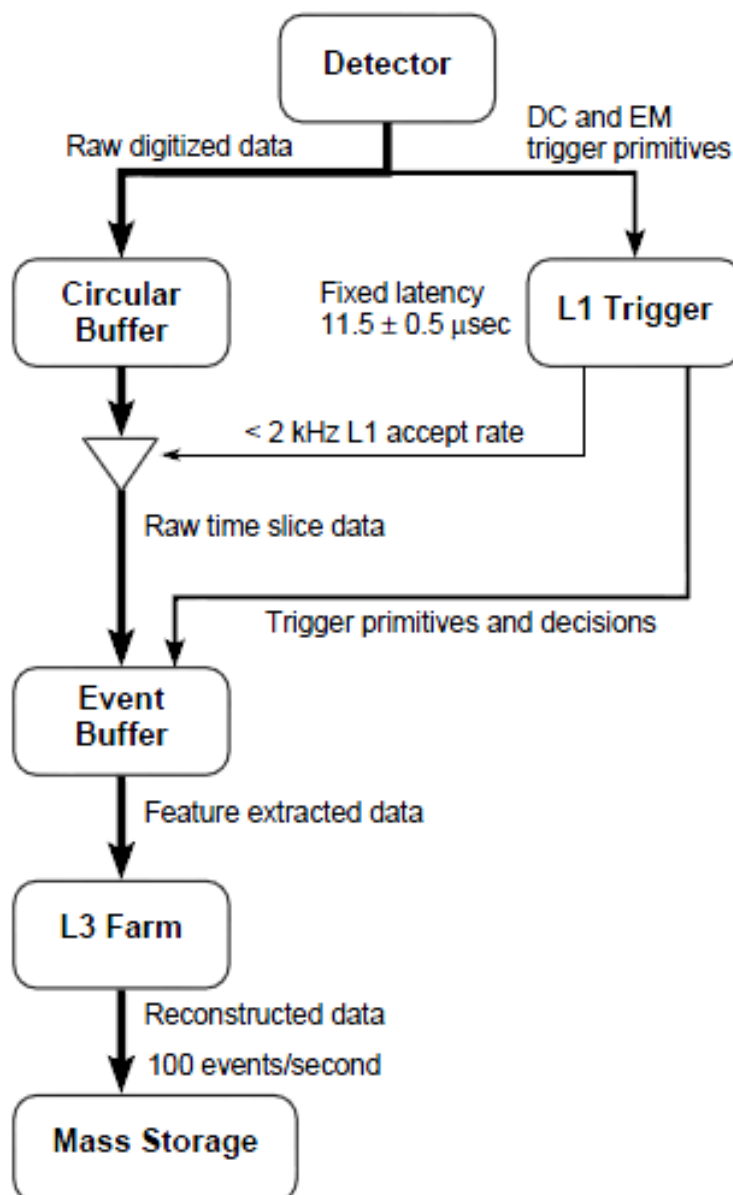 Detector
DC and EM
trigger primitives
Raw digitized data
Circular
Buffer
Fixed latency
11.5 ± 0.5 μsec
L1 Trigger
< 2 kHz L1 accept rate
Raw time slice data
Trigger primitives and decisions
Event
Buffer
Feature extracted data
L3 Farm
Reconstructed data
100 events/second
Mass Storage